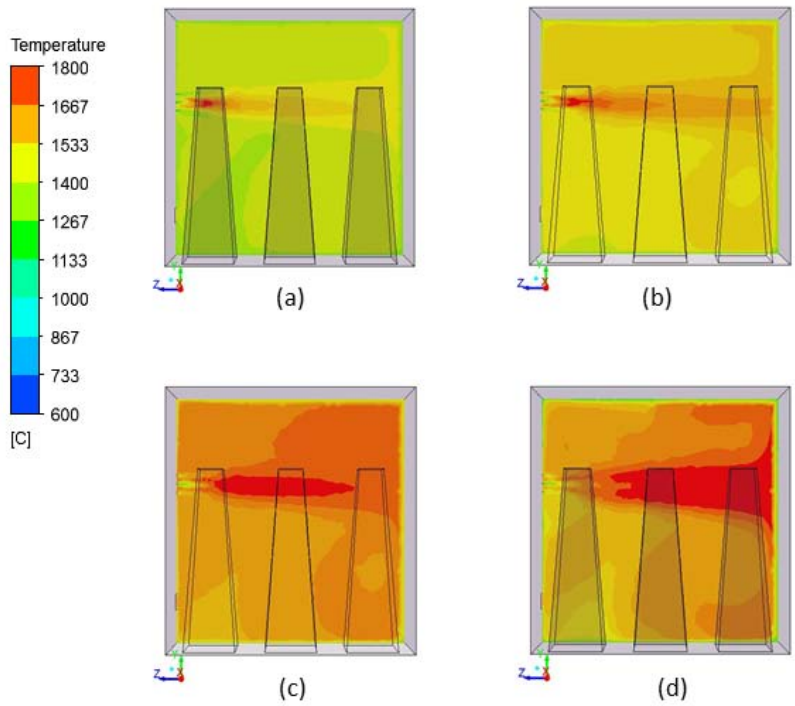 Temperature
1800
1667
1533
1400
1267
1133
1000
867
733
600
[C]
Z Y X
(a)
Z Y X
(b)
Z Y X
(c)
Z Y X
(d)